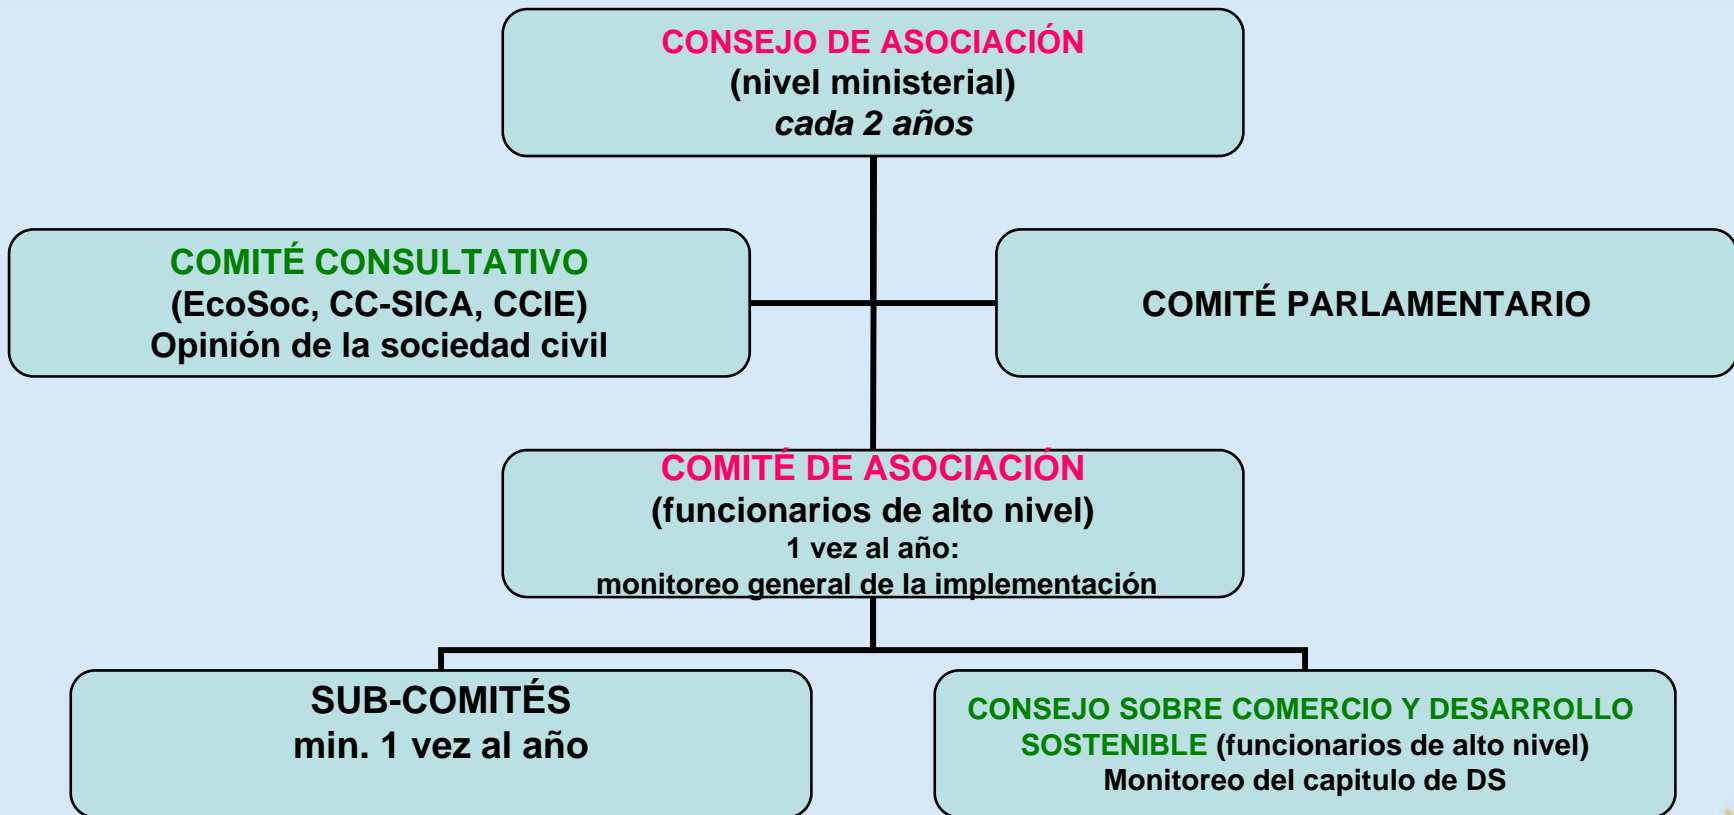 CONSEJO DE ASOCIACIÓN
(nivel ministerial)
cada 2 años
COMITÉ CONSULTATIVO
(EcoSoc, CC-SICA, CCIE)
Opinión de la sociedad civil
COMITÉ PARLAMENTARIO
COMITÉ DE ASOCIACIÓN
(funcionarios de alto nivel)
1 vez al año:
monitoreo general de la implementación
SUB-COMITÉS
min. 1 vez al año
CONSEJO SOBRE COMERCIO Y DESARROLLO
SOSTENIBLE (funcionarios de alto nivel)
Monitoreo del capitulo de DS